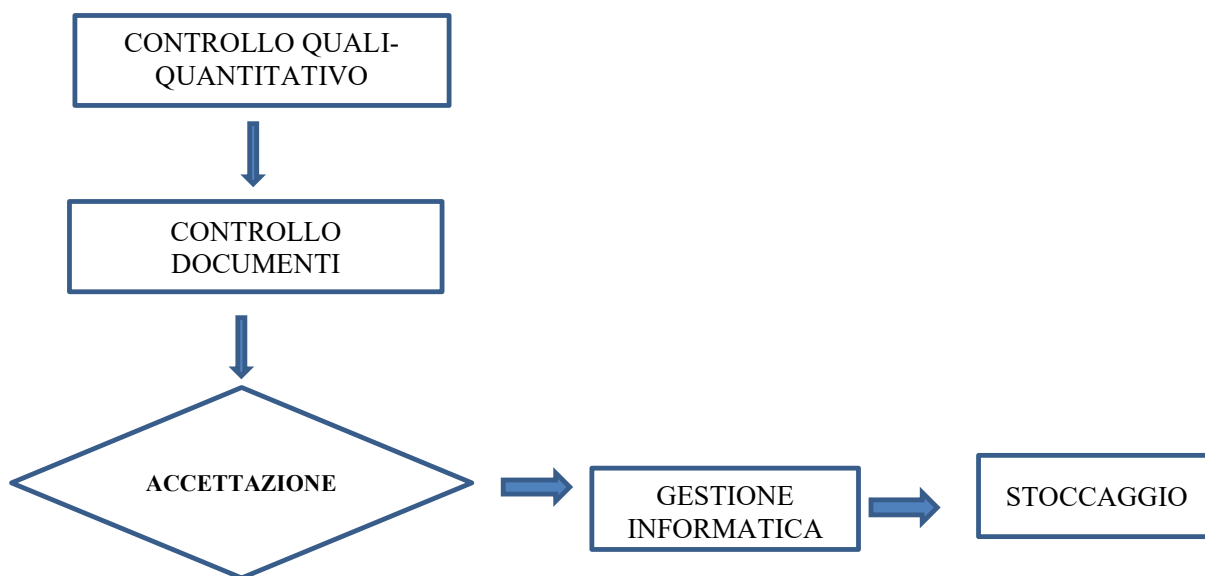 CONTROLLO QUALI-
QUANTITATIVO
CONTROLLO
DOCUMENTI
ACCETTAZIONE
GESTIONE
INFORMATICA
STOCCAGGIO